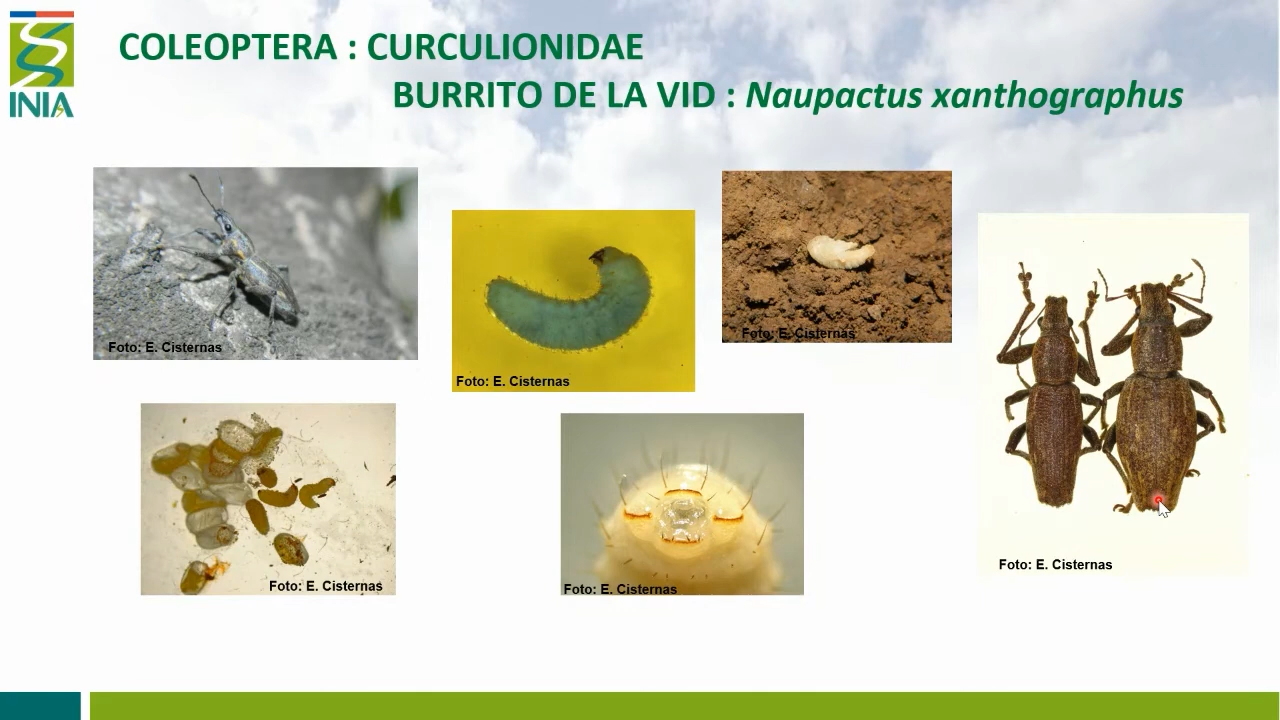 INIA
COLEOPTERA : CURCULIONIDAE
BURRITO DE LA VID : Naupactus xanthographus
Foto: E. Cisternas
Foto: E. Cisternas
Foto: E. Cisternas
Foto: E. Cisternas
Foto: E. Cisternas
Foto: E. Cisternas